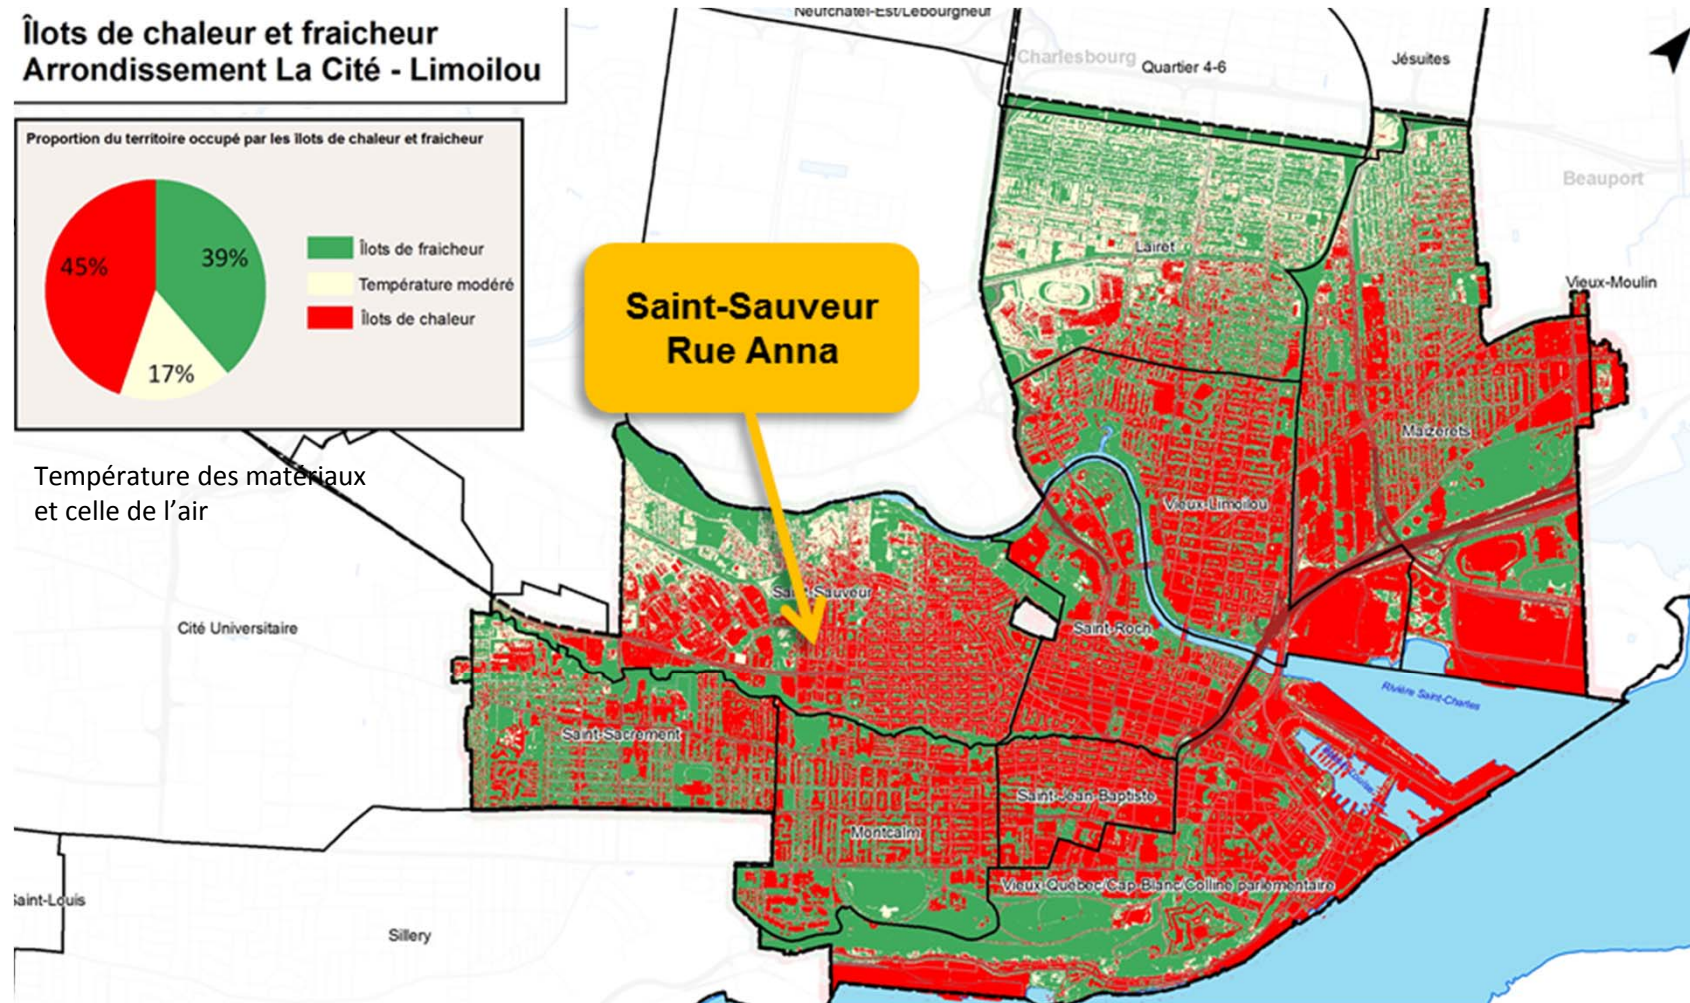 Îlots de chaleur et fraicheur
Arrondissement La Cité - Limoilou
Proportion du territoire occupé par les îlots de chaleur et fraicheur
45%
39%
17%
Îlots de fraicheur
Température modéré
Îlots de chaleur
Température des matériaux
et celle de l'air
Saint-Sauveur
Rue Anna
Neufchatel-Est/Lebourgneuf
Charlesbourg
Quartier 4-6
Jésuites
Beauport
Vieux-Moulin
Lairet
Maizerets
Vieux-Limoilou
Saint-Sauveur
Saint-Roch
Cité Universitaire
Rivière Saint-Charles
Saint-Sacrement
Saint-Jean-Baptiste
Montcalm
Vieux-Québec/Cap-Blanc/Colline parlementaire
Saint-Louis
Sillery